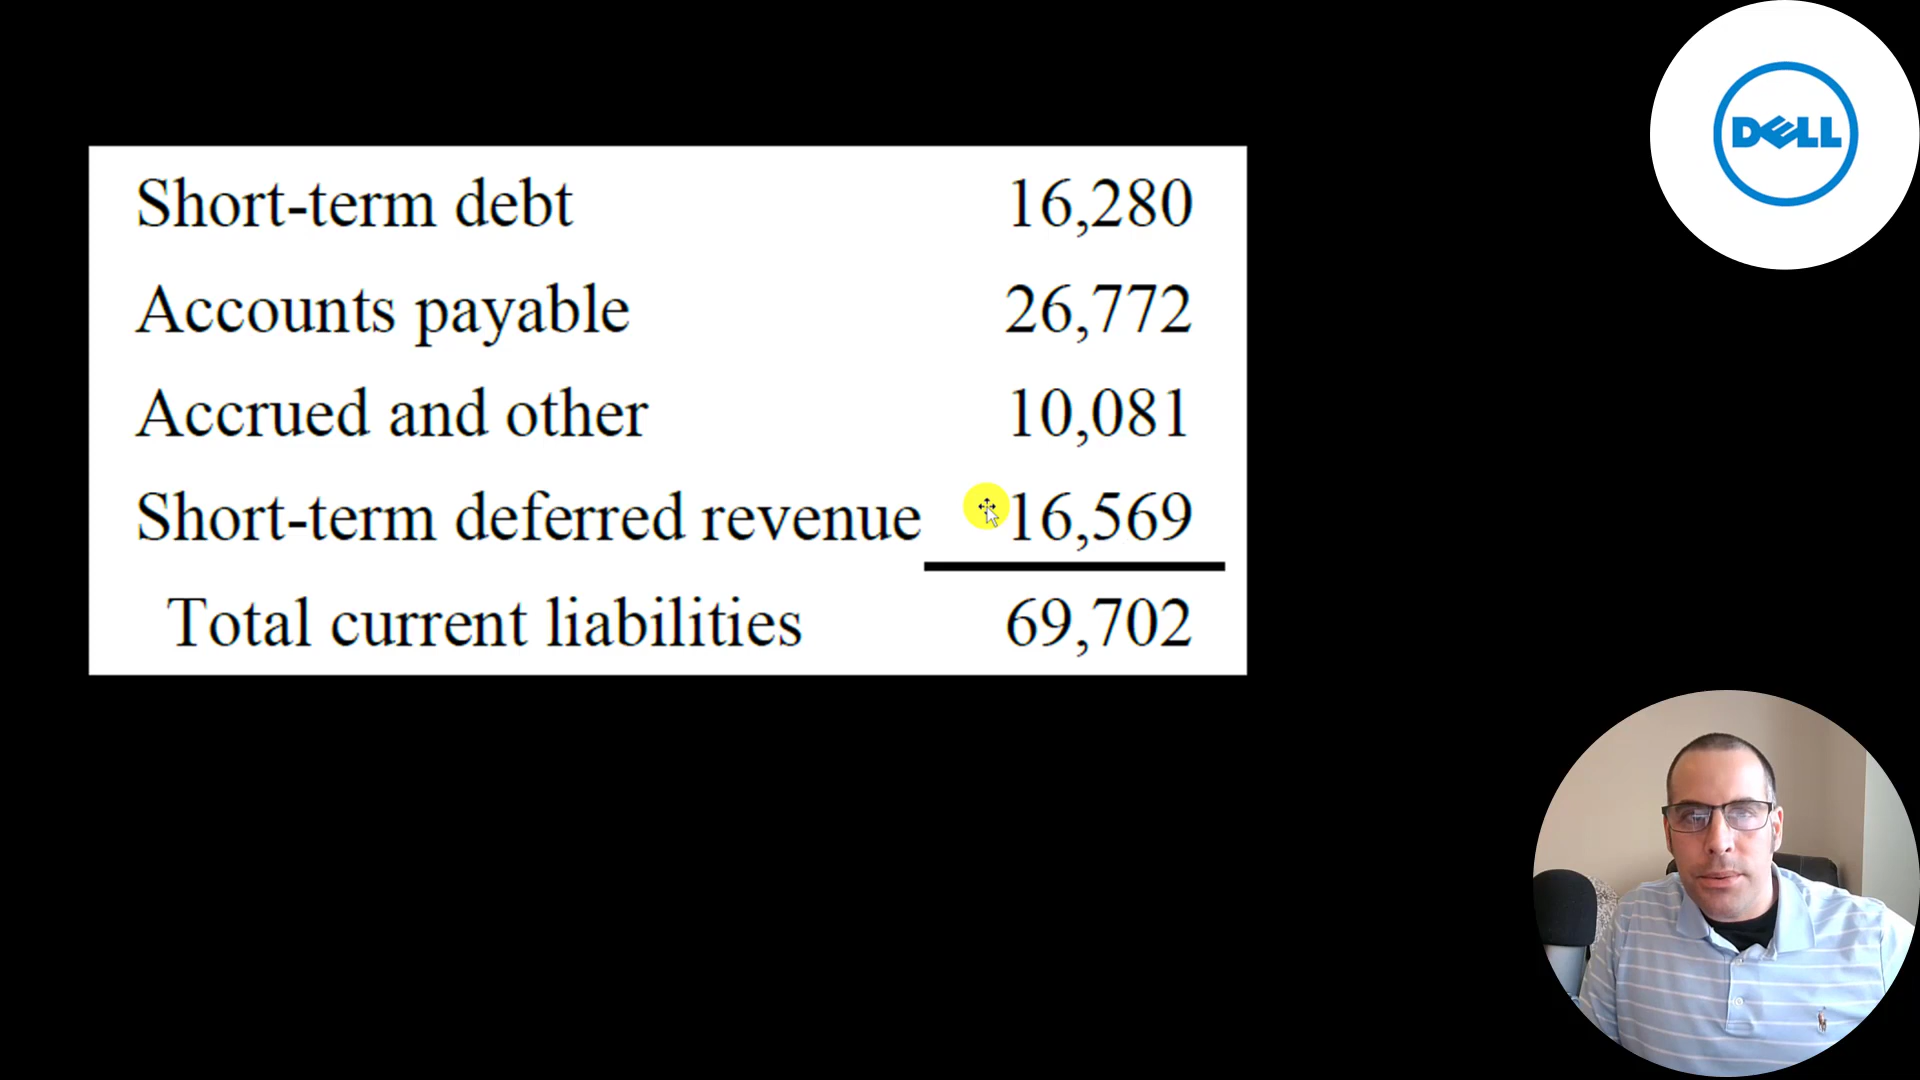 Short-term debt 16,280
Accounts payable 26,772
Accrued and other 10,081
Short-term deferred revenue 16,569
Total current liabilities 69,702
DELL